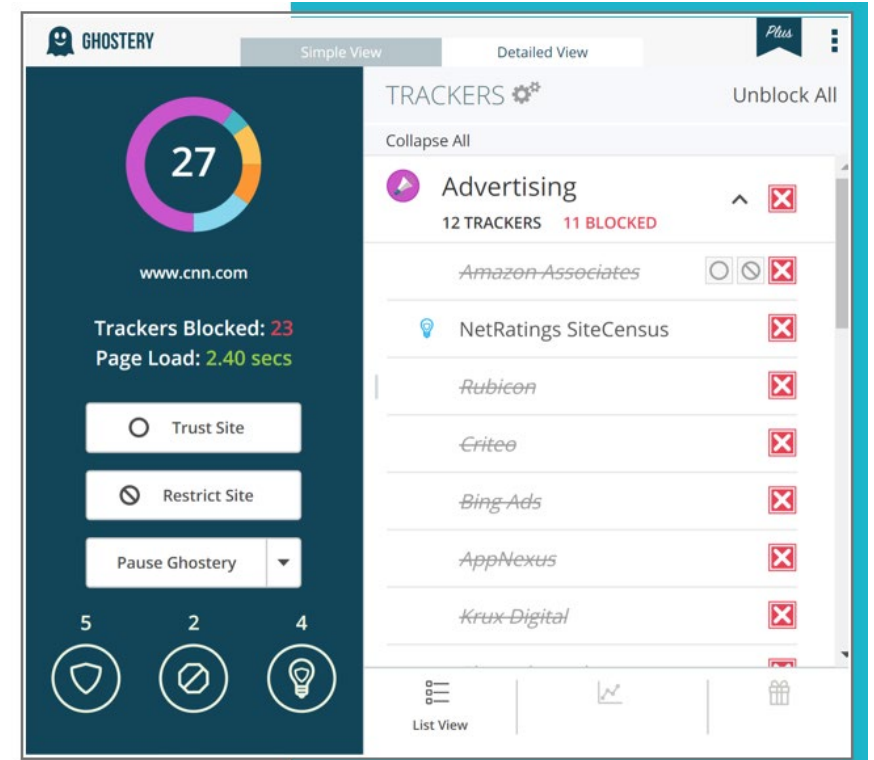 GHOSTERY
Simple View
Detailed View
Plus
27
www.cnn.com
Trackers Blocked: 23
Page Load: 2.40 secs
Trust Site
Restrict Site
Pause Ghostery
5 2 4
TRACKERS
Unblock All
Collapse All
Advertising
12 TRACKERS 11 BLOCKED
Amazon Associates
NetRatings SiteCensus
Rubicon
Criteo
Bing Ads
AppNexus
Krux Digital
List View